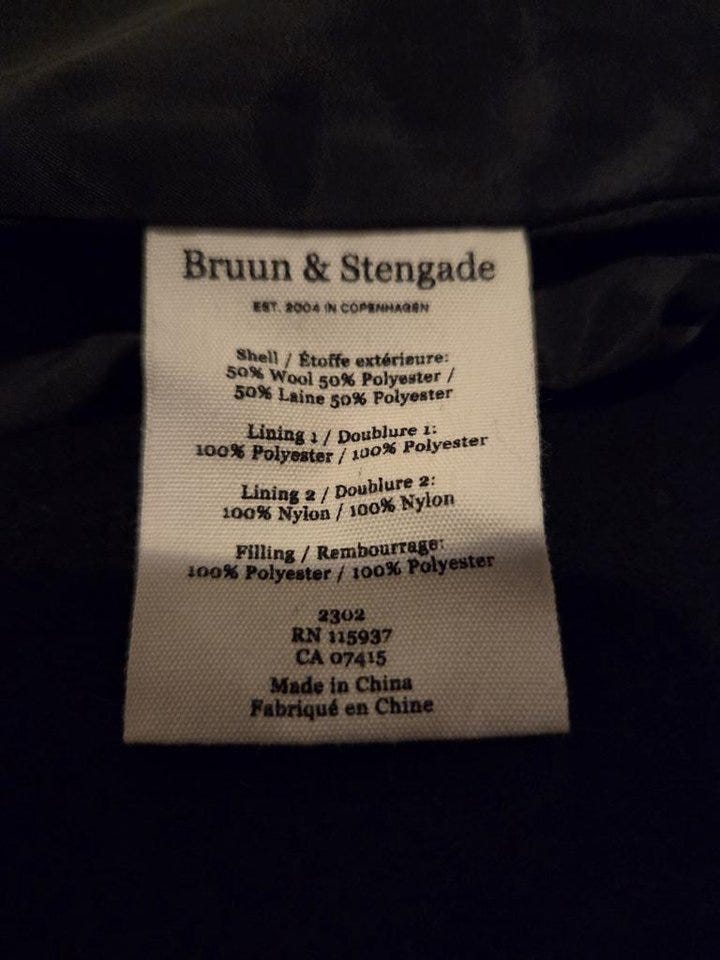 Bruun & Stengade
EST. 2004 IN COPENHAGEN
Shell / Étoffe extérieure:
50% Wool 50% Polyester /
50% Laine 50% Polyester
Lining 1 / Doublure 1:
100% Polyester / 100% Polyester
Lining 2 / Doublure 2:
100% Nylon / 100% Nylon
Filling / Rembourrage:
100% Polyester / 100% Polyester
2302
RN 115937
CA 07415
Made in China
Fabriqué en Chine